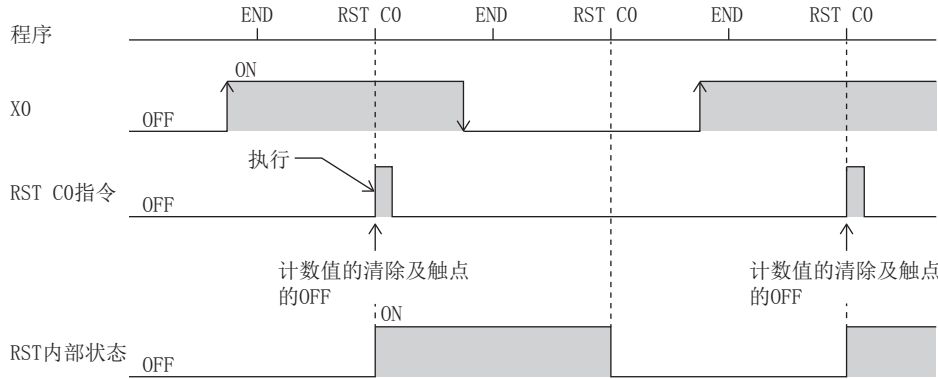 END RST C0 END RST C0 END RST C0
程序
ON
X0
OFF
执行
RST C0指令
OFF
计数值的清除及触点
的OFF
计数值的清除及触点
的OFF
ON
RST内部状态
OFF